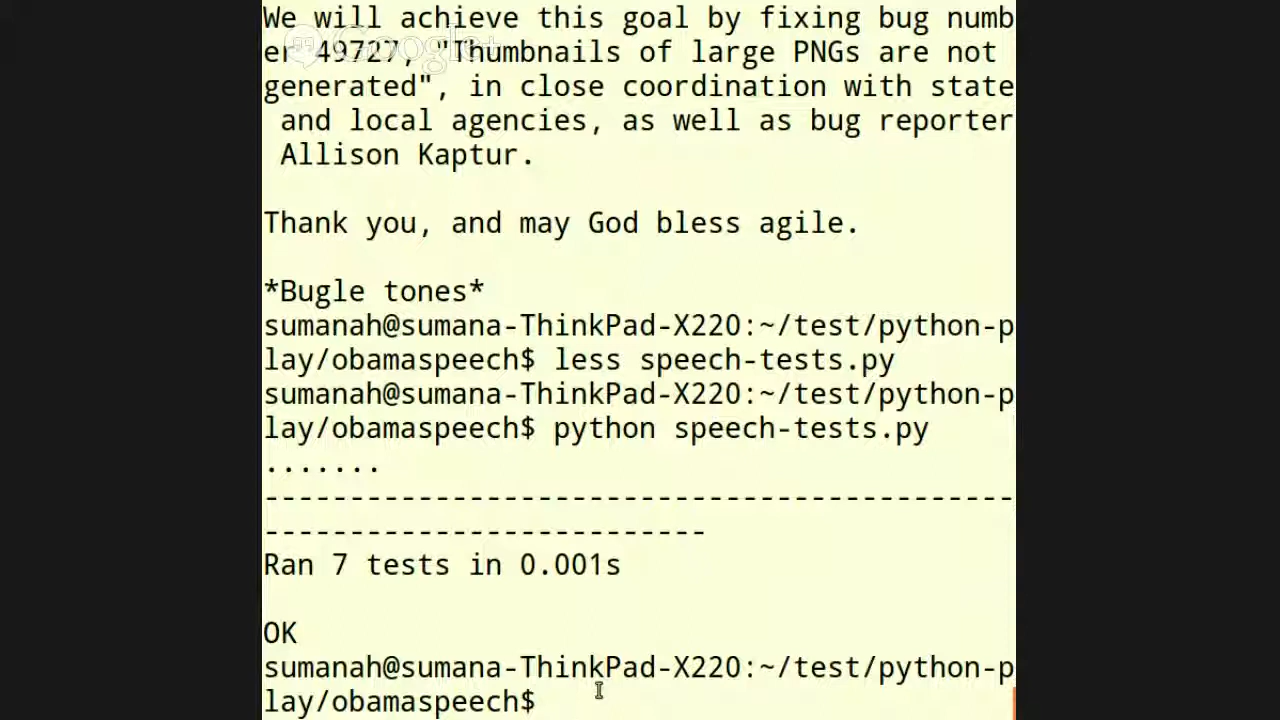 We will achieve this goal by fixing bug numb
er 49727, "Thumbnails of large PNGs are not
generated", in close coordination with state
and local agencies, as well as bug reporter
Allison Kaptur.
Thank you, and may God bless agile.
*Bugle tones*
sumanah@sumana-ThinkPad-X220:~/test/python-p
lay/obamaspeech$ less speech-tests.py
sumanah@sumana-ThinkPad-X220:~/test/python-p
lay/obamaspeech$ python speech-tests.py
.......
--------------------------------------------
--------------------------
Ran 7 tests in 0.001s
OK
sumanah@sumana-ThinkPad-X220:~/test/python-p
lay/obamaspeech$
Google+